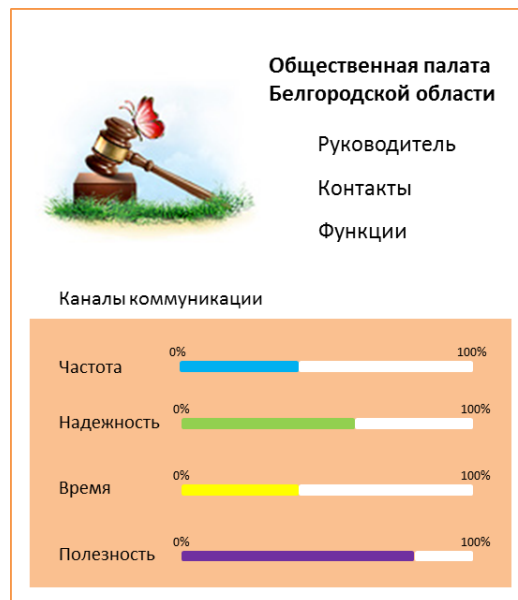 Общественная палата
Белгородской области
Руководитель
Контакты
Функции
Каналы коммуникации
0% 100%
Частота
0% 100%
Надежность
0% 100%
Время
0% 100%
Полезность